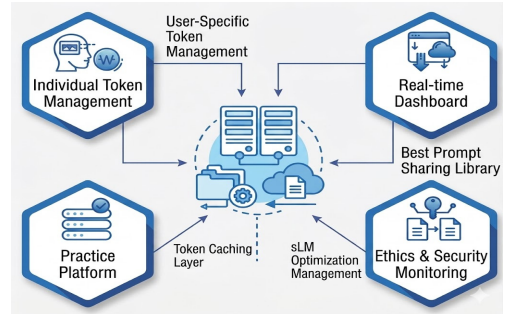 User-Specific
Token
Management
Individual Token
Management
₩
Real-time
Dashboard
Best Prompt
Sharing Library
Practice
Platform
Token Caching
Layer
sLM
Optimization
Management
Ethics & Security
Monitoring